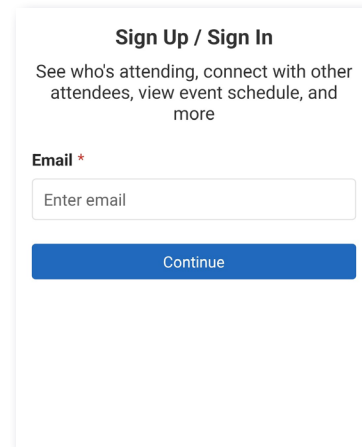 Sign Up / Sign In
See who's attending, connect with other
attendees, view event schedule, and
more
Email *
Enter email
Continue